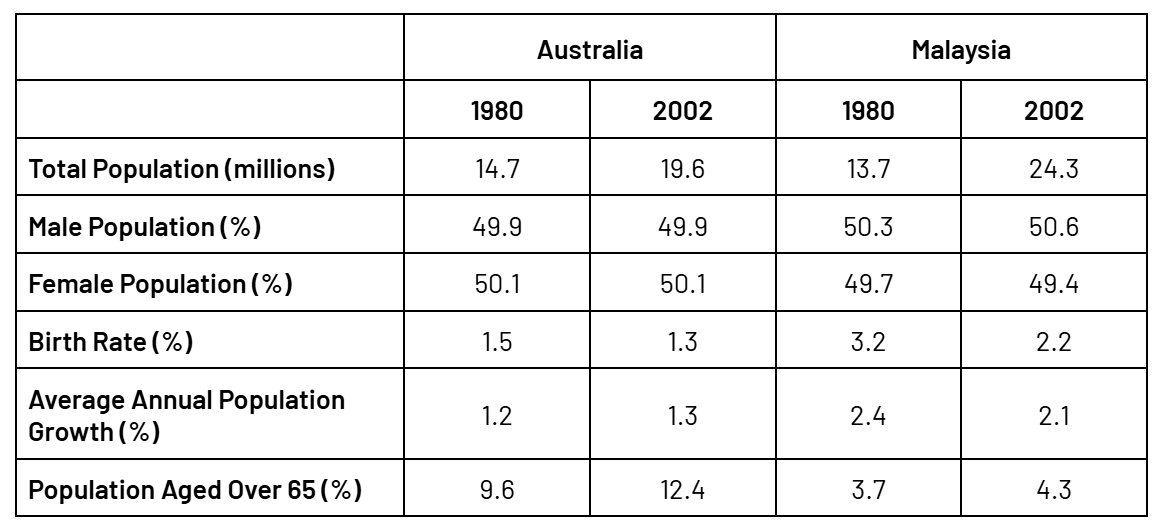 Australia Malaysia
1980 2002 1980 2002
Total Population (millions) 14.7 19.6 13.7 24.3
Male Population (%) 49.9 49.9 50.3 50.6
Female Population (%) 50.1 50.1 49.7 49.4
Birth Rate (%) 1.5 1.3 3.2 2.2
Average Annual Population
Growth (%) 1.2 1.3 2.4 2.1
Population Aged Over 65 (%) 9.6 12.4 3.7 4.3